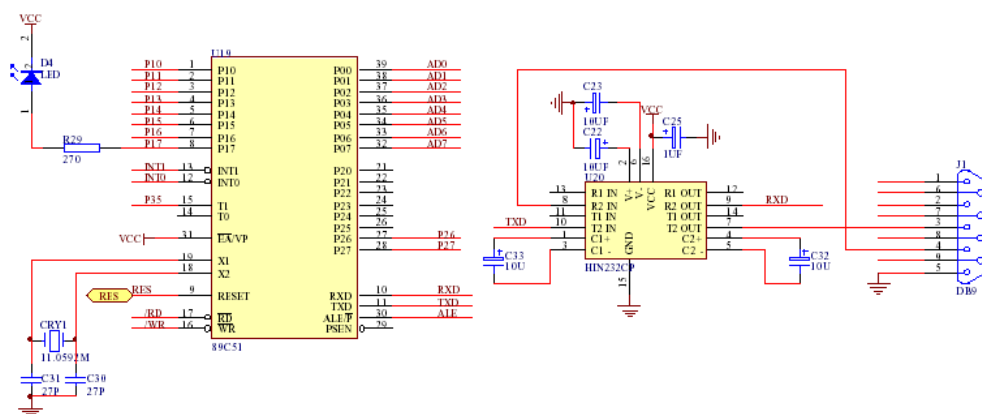 VCC
2
D4
LED
1
R29
270
U19
P10 1 P10
P11 2 P11
P12 3 P12
P13 4 P13
P14 5 P14
P15 6 P15
P16 7 P16
P17 8 P17
INT1 13 INT1
INT0 12 INT0
P35 15 T1
14 T0
VCC 31 EA/VP
19 X1
18 X2
RES RES 9 RESET
/RD 17 RD
/WR 16 WR
P00 39 AD0
P01 38 AD1
P02 37 AD2
P03 36 AD3
P04 35 AD4
P05 34 AD5
P06 33 AD6
P07 32 AD7
P20 21
P21 22
P22 23
P23 24
P24 25
P25 26
P26 27 P26
P27 28 P27
RXD 10 RXD
TXD 11 TXD
ALE/P 30 ALE
PSEN 29
89C51
CRY1
11.0592M
C31
27P
C30
27P
C23
10UF
C22
10UF
VCC
C25
1UF
2 6 16
U20
V+ V- VCC
13 R1 IN
8 R2 IN
11 T1 IN
TXD 10 T2 IN
1 C1+
3 C1 -
R1 OUT 12
R2 OUT 9 RXD
T1 OUT 14
T2 OUT 7
C2+ 4
C2 - 5
GND
15
HIN232CP
C33
10U
C32
10U
J1
1
6
2
7
3
8
4
9
5
DB9